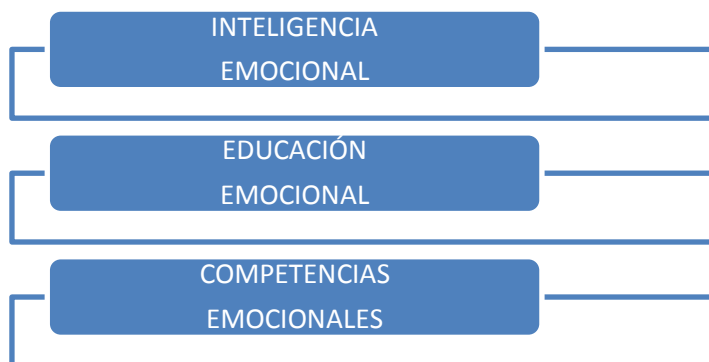 INTELIGENCIA
EMOCIONAL
EDUCACIÓN
EMOCIONAL
COMPETENCIAS
EMOCIONALES